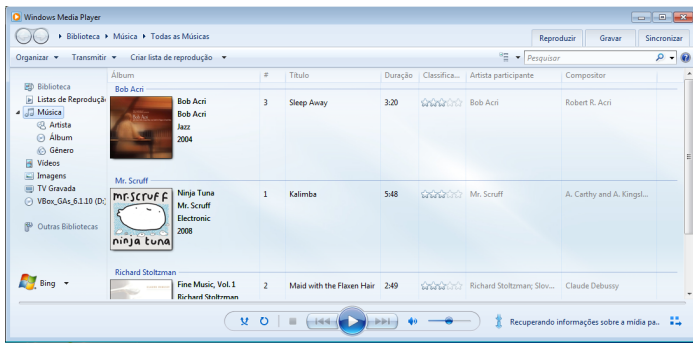 Windows Media Player
Biblioteca ▸ Música ▸ Todas as Músicas
Reproduzir Gravar Sincronizar
Organizar Transmitir Criar lista de reprodução
Pesquisar
Álbum # Título Duração Classifica... Artista participante Compositor
Biblioteca
Listas de Reproduçã
Música
Artista
Álbum
Gênero
Vídeos
Imagens
TV Gravada
VBox_GAs_6.1.10 (D:
Outras Bibliotecas
Bing
Bob Acri
Bob Acri 3 Sleep Away 3:20 Bob Acri Robert R. Acri
Bob Acri
Jazz
2004
Mr. Scruff
mr.scruff
ninja tuna
Ninja Tuna 1 Kalimba 5:48 Mr. Scruff A. Carthy and A. Kingsl...
Mr. Scruff
Electronic
2008
Richard Stoltzman
Fine Music, Vol. 1 2 Maid with the Flaxen Hair 2:49 Richard Stoltzman; Slov... Claude Debussy
Richard Stoltzman
Recuperando informações sobre a mídia pa..